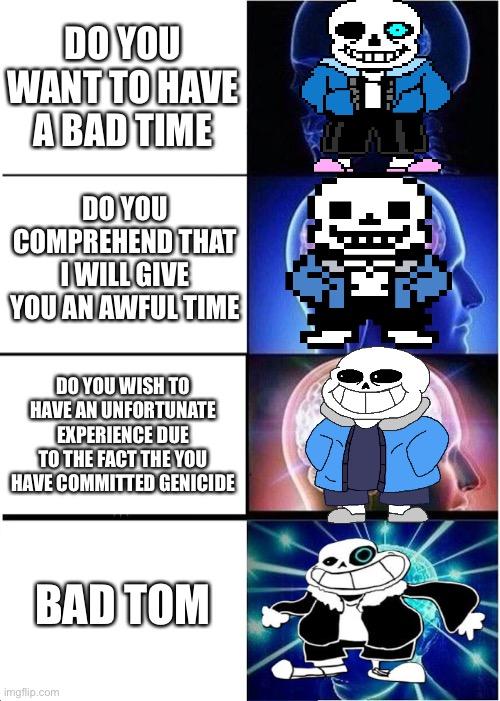 DO YOU
WANT TO HAVE
A BAD TIME
DO YOU
COMPREHEND THAT
I WILL GIVE
YOU AN AWFUL TIME
DO YOU WISH TO
HAVE AN UNFORTUNATE
EXPERIENCE DUE
TO THE FACT THE YOU
HAVE COMMITTED GENICIDE
BAD TOM
imgflip.com